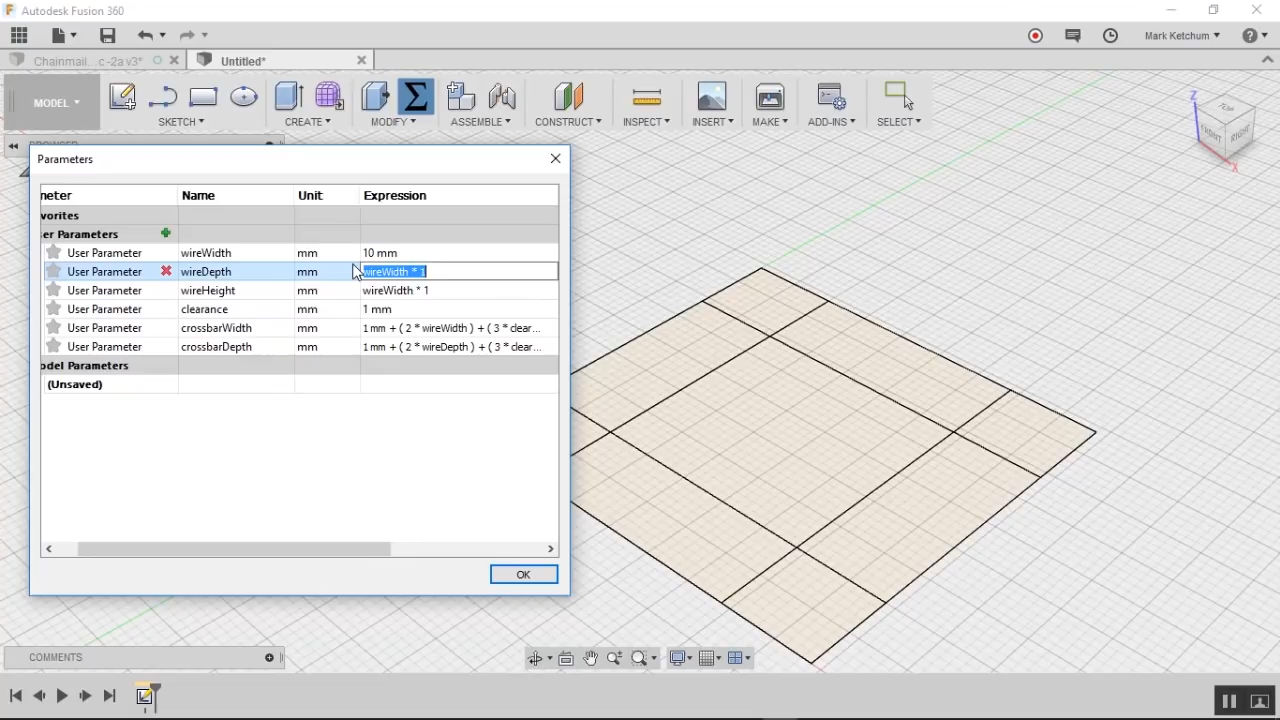 Autodesk Fusion 360
Mark Ketchum
Chainmail... c-2a v3*
Untitled*
MODEL
SKETCH
CREATE
MODIFY
ASSEMBLE
CONSTRUCT
INSPECT
INSERT
MAKE
ADD-INS
SELECT
BROWSER
Parameters
meter Name Unit Expression
vorites
er Parameters
User Parameter wireWidth mm 10 mm
User Parameter wireDepth mm wireWidth * 1
User Parameter wireHeight mm wireWidth * 1
User Parameter clearance mm 1 mm
User Parameter crossbarWidth mm 1 mm + ( 2 * wireWidth ) + ( 3 * clear...
User Parameter crossbarDepth mm 1 mm + ( 2 * wireDepth ) + ( 3 * clear...
odel Parameters
(Unsaved)
OK
Z
FRONT
RIGHT
X
COMMENTS